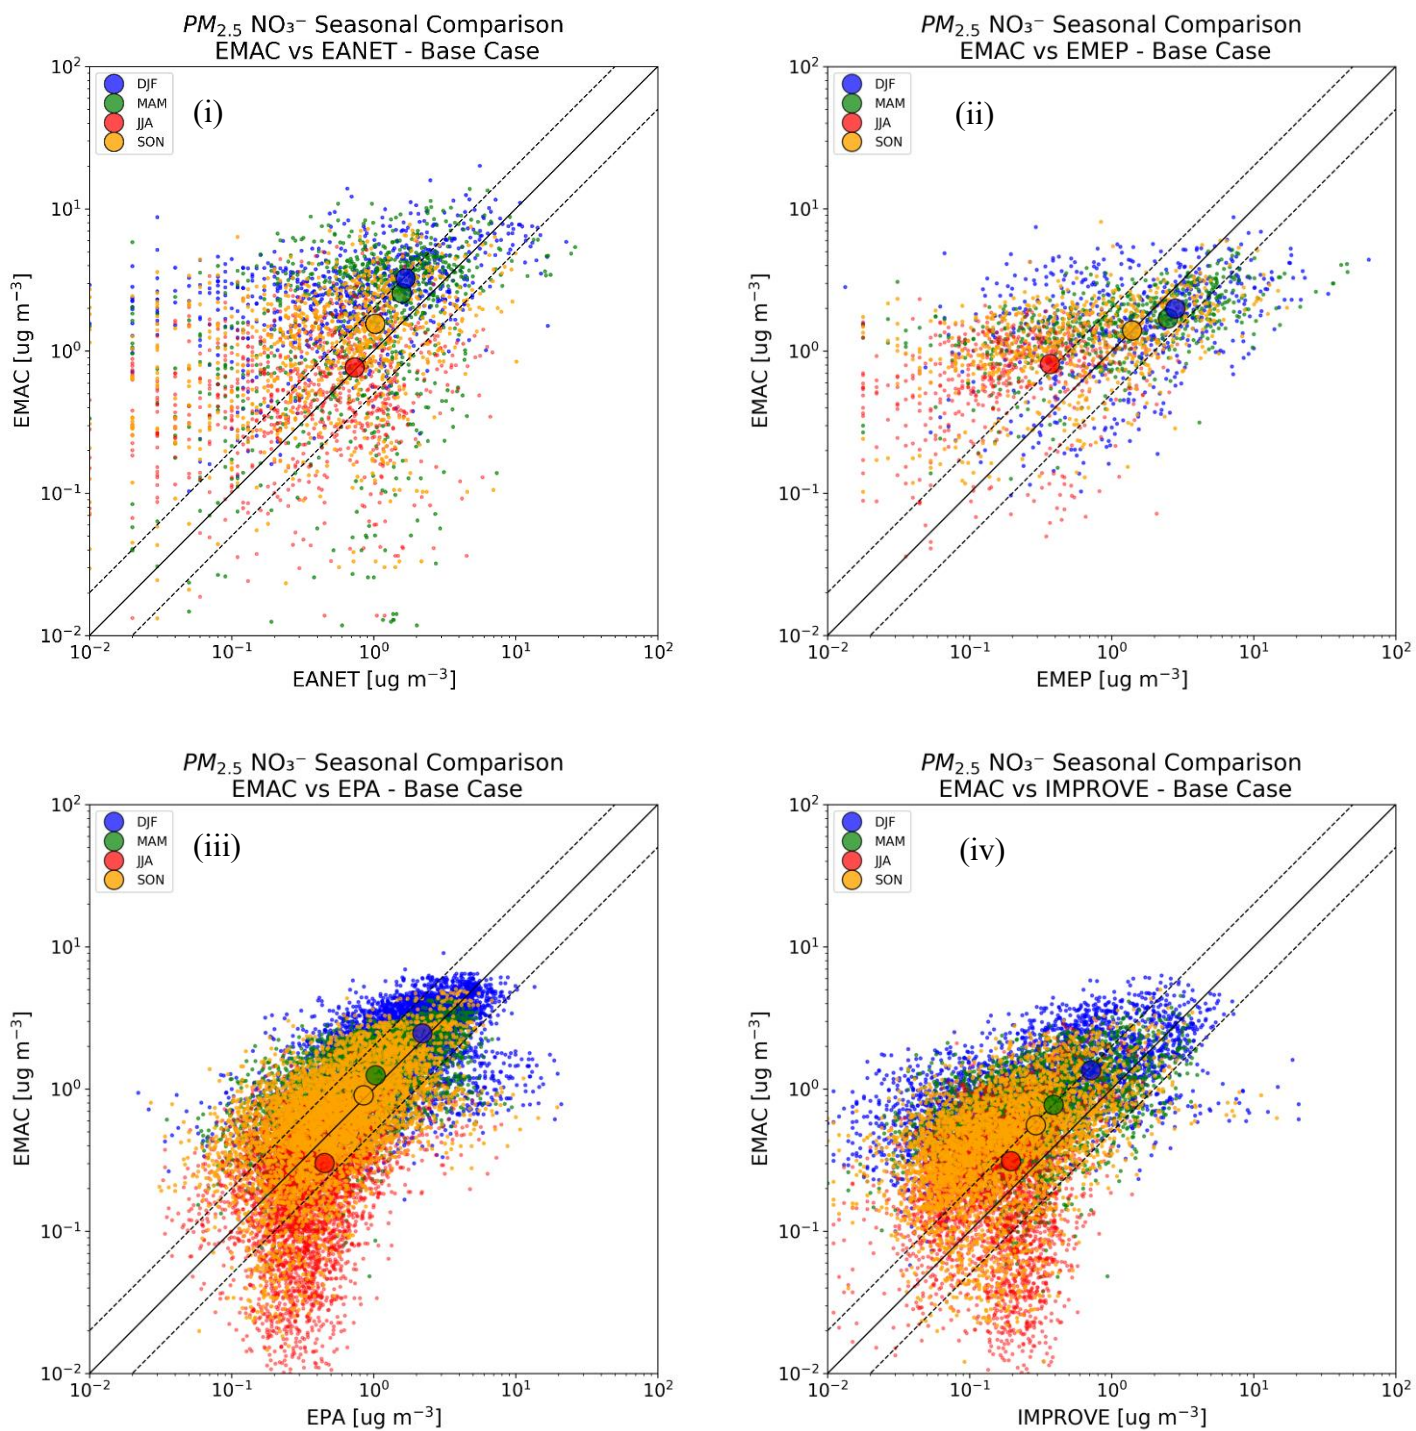 PM2.5 NO₃⁻ Seasonal Comparison
EMAC vs EANET - Base Case
DJF
MAM
JJA
SON
(i)
10²
10¹
10⁰
10⁻¹
10⁻²
EMAC [ug m⁻³]
10⁻² 10⁻¹ 10⁰ 10¹ 10²
EANET [ug m⁻³]
PM2.5 NO₃⁻ Seasonal Comparison
EMAC vs EMEP - Base Case
DJF
MAM
JJA
SON
(ii)
10²
10¹
10⁰
10⁻¹
10⁻²
EMAC [ug m⁻³]
10⁻² 10⁻¹ 10⁰ 10¹ 10²
EMEP [ug m⁻³]
PM2.5 NO₃⁻ Seasonal Comparison
EMAC vs EPA - Base Case
DJF
MAM
JJA
SON
(iii)
10²
10¹
10⁰
10⁻¹
10⁻²
EMAC [ug m⁻³]
10⁻² 10⁻¹ 10⁰ 10¹ 10²
EPA [ug m⁻³]
PM2.5 NO₃⁻ Seasonal Comparison
EMAC vs IMPROVE - Base Case
DJF
MAM
JJA
SON
(iv)
10²
10¹
10⁰
10⁻¹
10⁻²
EMAC [ug m⁻³]
10⁻² 10⁻¹ 10⁰ 10¹ 10²
IMPROVE [ug m⁻³]